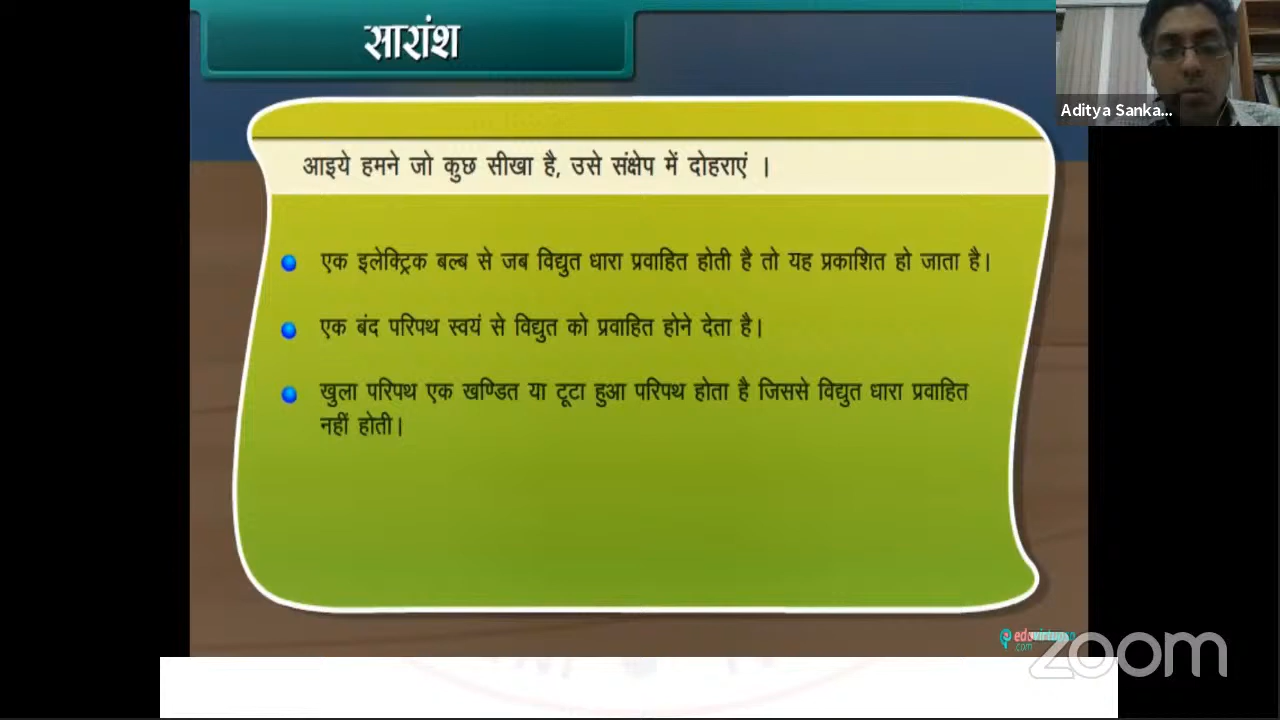 सारांश
Aditya Sanka...
आइये हमने जो कुछ सीखा है, उसे संक्षेप में दोहराएं ।
एक इलेक्ट्रिक बल्ब से जब विद्युत धारा प्रवाहित होती है तो यह प्रकाशित हो जाता है।
एक बंद परिपथ स्वयं से विद्युत को प्रवाहित होने देता है।
खुला परिपथ एक खण्डित या टूटा हुआ परिपथ होता है जिससे विद्युत धारा प्रवाहित
नहीं होती।
.com
zoom